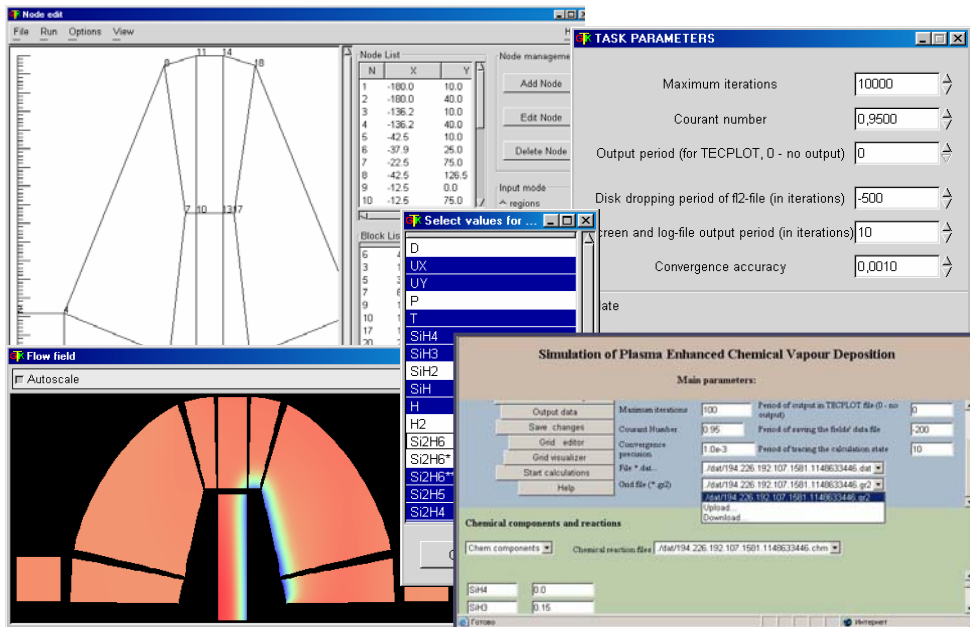 Node edit
File Run Options View
11 14
18
7 10 1317
Node List
N X Y
1 -180.0 10.0
2 -180.0 40.0
3 -136.2 10.0
4 -136.2 40.0
5 -42.5 10.0
6 -37.9 25.0
7 -22.5 75.0
8 -42.5 126.5
9 -12.5 0.0
10 -12.5 75.0
Add Node
Edit Node
Delete Node
Input mode
regions
6
3 1
5
7
9 1
10
17
TASK PARAMETERS
Maximum iterations 10000
Courant number 0,9500
Output period (for TECPLOT, 0 - no output) 0
Disk dropping period of fl2-file (in iterations) -500
and log-file output period (in iterations) 10
Convergence accuracy 0,0010
Select values for ...
D
UX
UY
P
T
SiH4
SiH3
SiH2
SiH
H
H2
Si2H6
Si2H6*
Si2H6**
Si2H5
Si2H4
Flow field
Autoscale
Simulation of Plasma Enhanced Chemical Vapour Deposition
Main parameters:
Output data
Save changes
Grid editor
Grid visualizer
Start calculations
Help
Maximum iterations 100 Period of output in TECPLOT file (0 - no output) 0
Courant Number 0.95 Period of saving the fields' data file -200
Convergence precision 1.0e-3 Period of tracing the calculation state 10
File *.dat... ./dat/194.226.192.107.1581.1148633446.dat
Grid file (*.gr2) ./dat/194.226.192.107.1581.1148633446.gr2
./dat/194.226.192.107.1581.1148633446.gr2
Upload...
Download...
Chemical components and reactions
Chem.components Chemical reaction files ./dat/194.226.192.107.1581.1148633446.chm
SiH4 0.0
SiH3 0.15
Готово Интернет